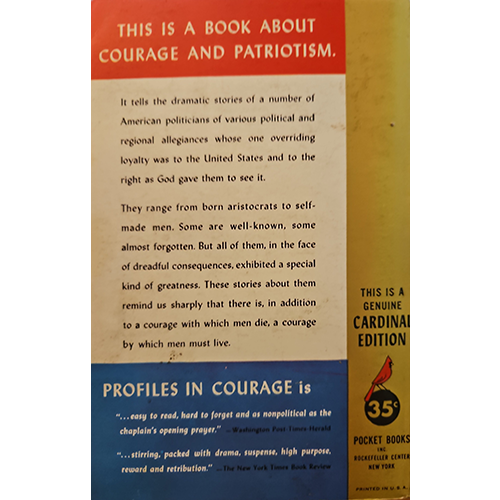 THIS IS A BOOK ABOUT
COURAGE AND PATRIOTISM.
It tells the dramatic stories of a number of
American politicians of various political and
regional allegiances whose one overriding
loyalty was to the United States and to the
right as God gave them to see it.
They range from born aristocrats to self-
made men. Some are well-known, some
almost forgotten. But all of them, in the face
of dreadful consequences, exhibited a special
kind of greatness. These stories about them
remind us sharply that there is, in addition
to a courage with which men die, a courage
by which men must live.
PROFILES IN COURAGE is
"...easy to read, hard to forget and as nonpolitical as the
chaplain's opening prayer." —Washington Post-Times-Herald
"...stirring, packed with drama, suspense, high purpose,
reward and retribution." —The New York Times Book Review
THIS IS A
GENUINE
CARDINAL
EDITION
35c
POCKET BOOKS
INC.
ROCKEFELLER CENTER
NEW YORK
PRINTED IN U.S.A.